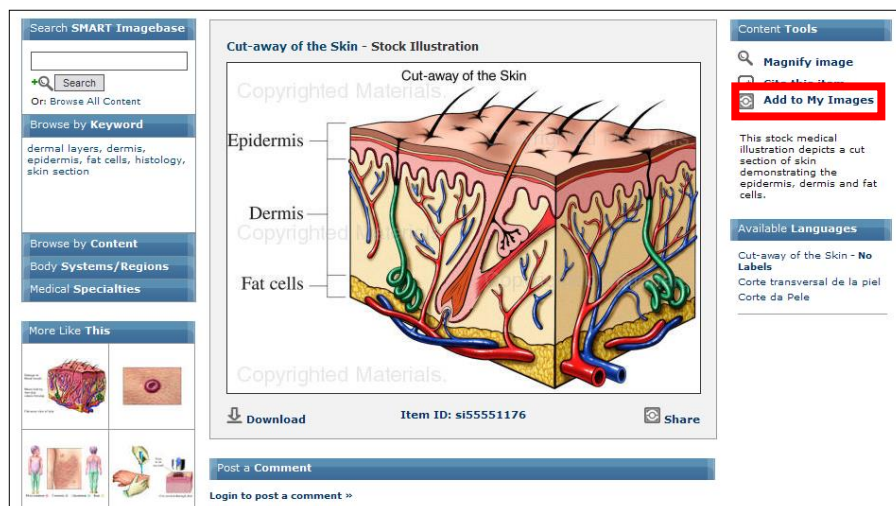 Search SMART Imagebase
Search
Or: Browse All Content
Browse by Keyword
dermal layers, dermis,
epidermis, fat cells, histology,
skin section
Browse by Content
Body Systems/Regions
Medical Specialties
More Like This
Cut-away of the Skin - Stock Illustration
Copyrighted Materials.
Cut-away of the Skin
Epidermis
Dermis
Fat cells
Copyrighted Materials.
Download
Item ID: si55551176
Share
Post a Comment
Login to post a comment »
Content Tools
Magnify image
Cite this item
Add to My Images
This stock medical
illustration depicts a cut
section of skin
demonstrating the
epidermis, dermis and fat
cells.
Available Languages
Cut-away of the Skin - No
Labels
Corte transversal de la piel
Corte da Pele